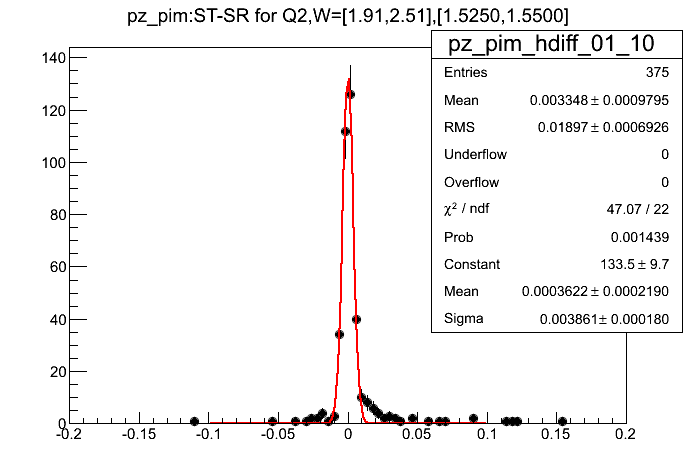 pz_pim:ST-SR for Q2,W=[1.91,2.51],[1.5250,1.5500]
pz_pim_hdiff_01_10
Entries 375
Mean 0.003348 ± 0.0009795
RMS 0.01897 ± 0.0006926
Underflow 0
Overflow 0
χ² / ndf 47.07 / 22
Prob 0.001439
Constant 133.5 ± 9.7
Mean 0.0003622 ± 0.0002190
Sigma 0.003861 ± 0.000180
140
120
100
80
60
40
20
0
-0.2 -0.15 -0.1 -0.05 0 0.05 0.1 0.15 0.2